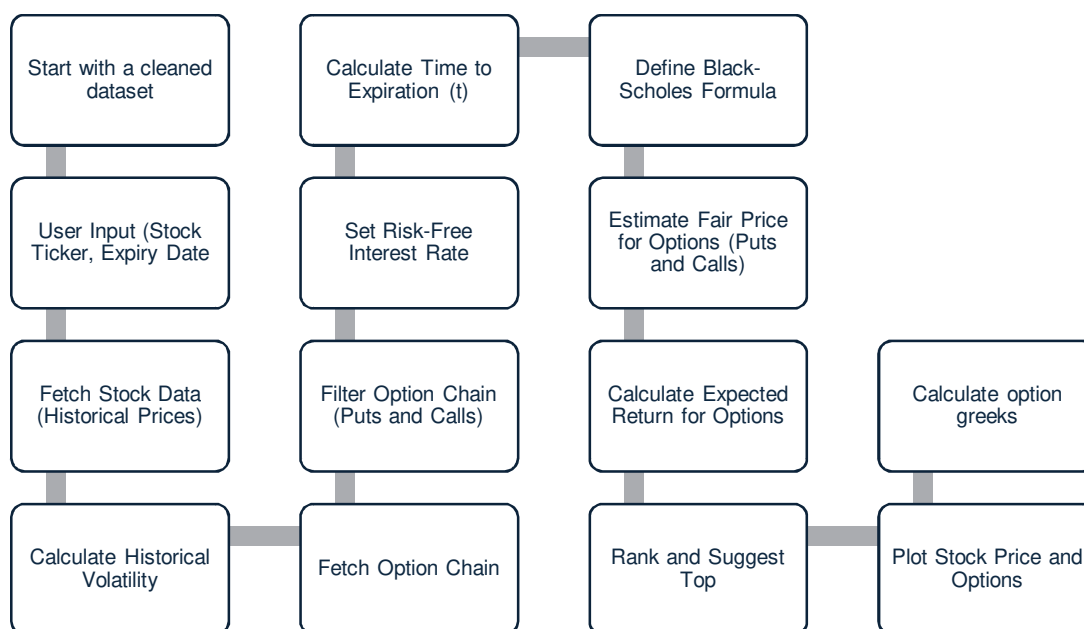 Start with a cleaned
dataset
User Input (Stock
Ticker, Expiry Date
Fetch Stock Data
(Historical Prices)
Calculate Historical
Volatility
Fetch Option Chain
Filter Option Chain
(Puts and Calls)
Set Risk-Free
Interest Rate
Calculate Time to
Expiration (t)
Define Black-
Scholes Formula
Estimate Fair Price
for Options (Puts
and Calls)
Calculate Expected
Return for Options
Rank and Suggest
Top
Plot Stock Price and
Options
Calculate option
greeks